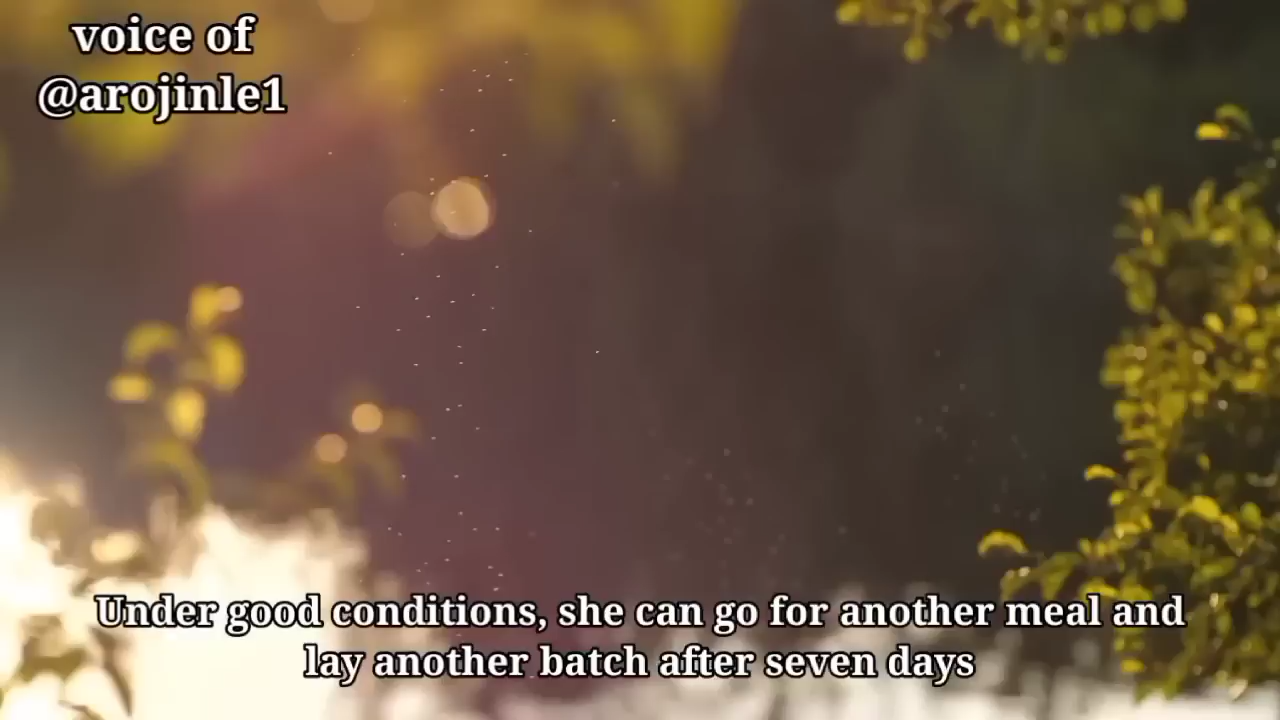 voice of
@arojinle1
Under good conditions, she can go for another meal and
lay another batch after seven days